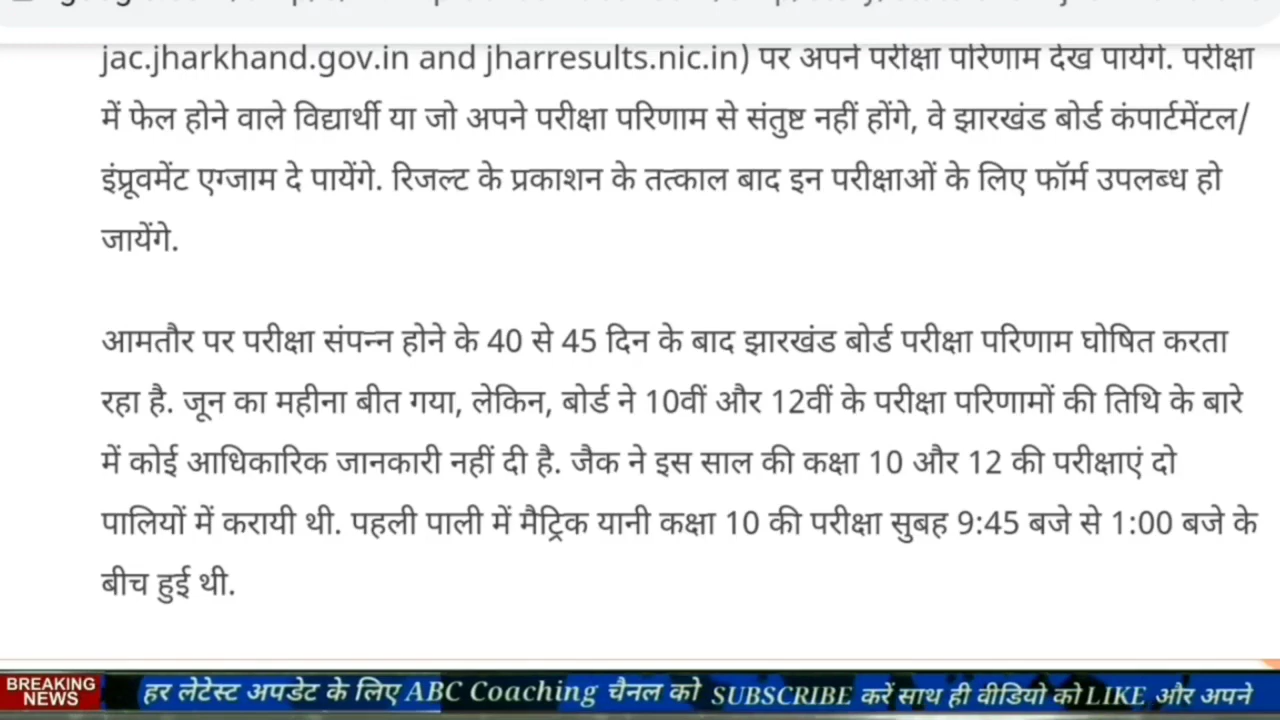 jac.jharkhand.gov.in and jharresults.nic.in) पर अपने परीक्षा परिणाम देख पायेंगे. परीक्षा
में फेल होने वाले विद्यार्थी या जो अपने परीक्षा परिणाम से संतुष्ट नहीं होंगे, वे झारखंड बोर्ड कंपार्टमेंटल/
इंप्रूवमेंट एग्जाम दे पायेंगे. रिजल्ट के प्रकाशन के तत्काल बाद इन परीक्षाओं के लिए फॉर्म उपलब्ध हो
जायेंगे.
आमतौर पर परीक्षा संपन्न होने के 40 से 45 दिन के बाद झारखंड बोर्ड परीक्षा परिणाम घोषित करता
रहा है. जून का महीना बीत गया, लेकिन, बोर्ड ने 10वीं और 12वीं के परीक्षा परिणामों की तिथि के बारे
में कोई आधिकारिक जानकारी नहीं दी है. जैक ने इस साल की कक्षा 10 और 12 की परीक्षाएं दो
पालियों में करायी थी. पहली पाली में मैट्रिक यानी कक्षा 10 की परीक्षा सुबह 9:45 बजे से 1:00 बजे के
बीच हुई थी.
BREAKING NEWS
हर लेटेस्ट अपडेट के लिए ABC Coaching चैनल को SUBSCRIBE करें साथ ही वीडियो को LIKE और अपने